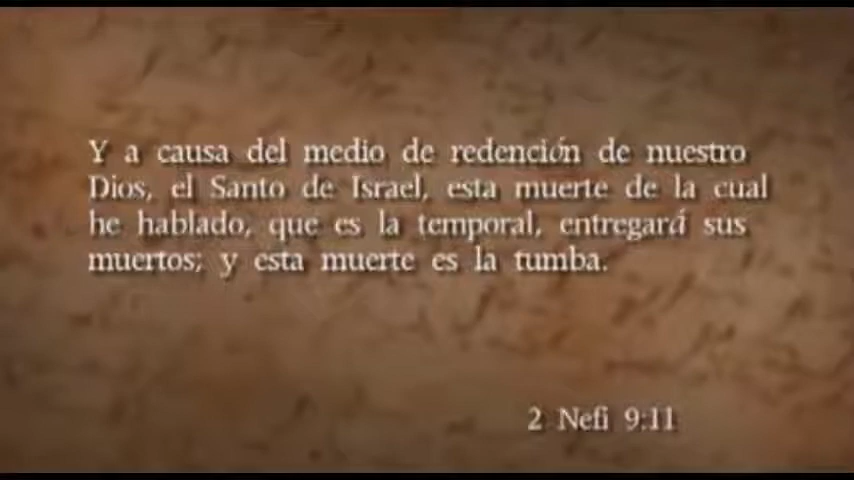 Y a causa del medio de redención de nuestro
Dios, el Santo de Israel, esta muerte de la cual
he hablado, que es la temporal, entregará sus
muertos; y esta muerte es la tumba.
2 Nefi 9:11